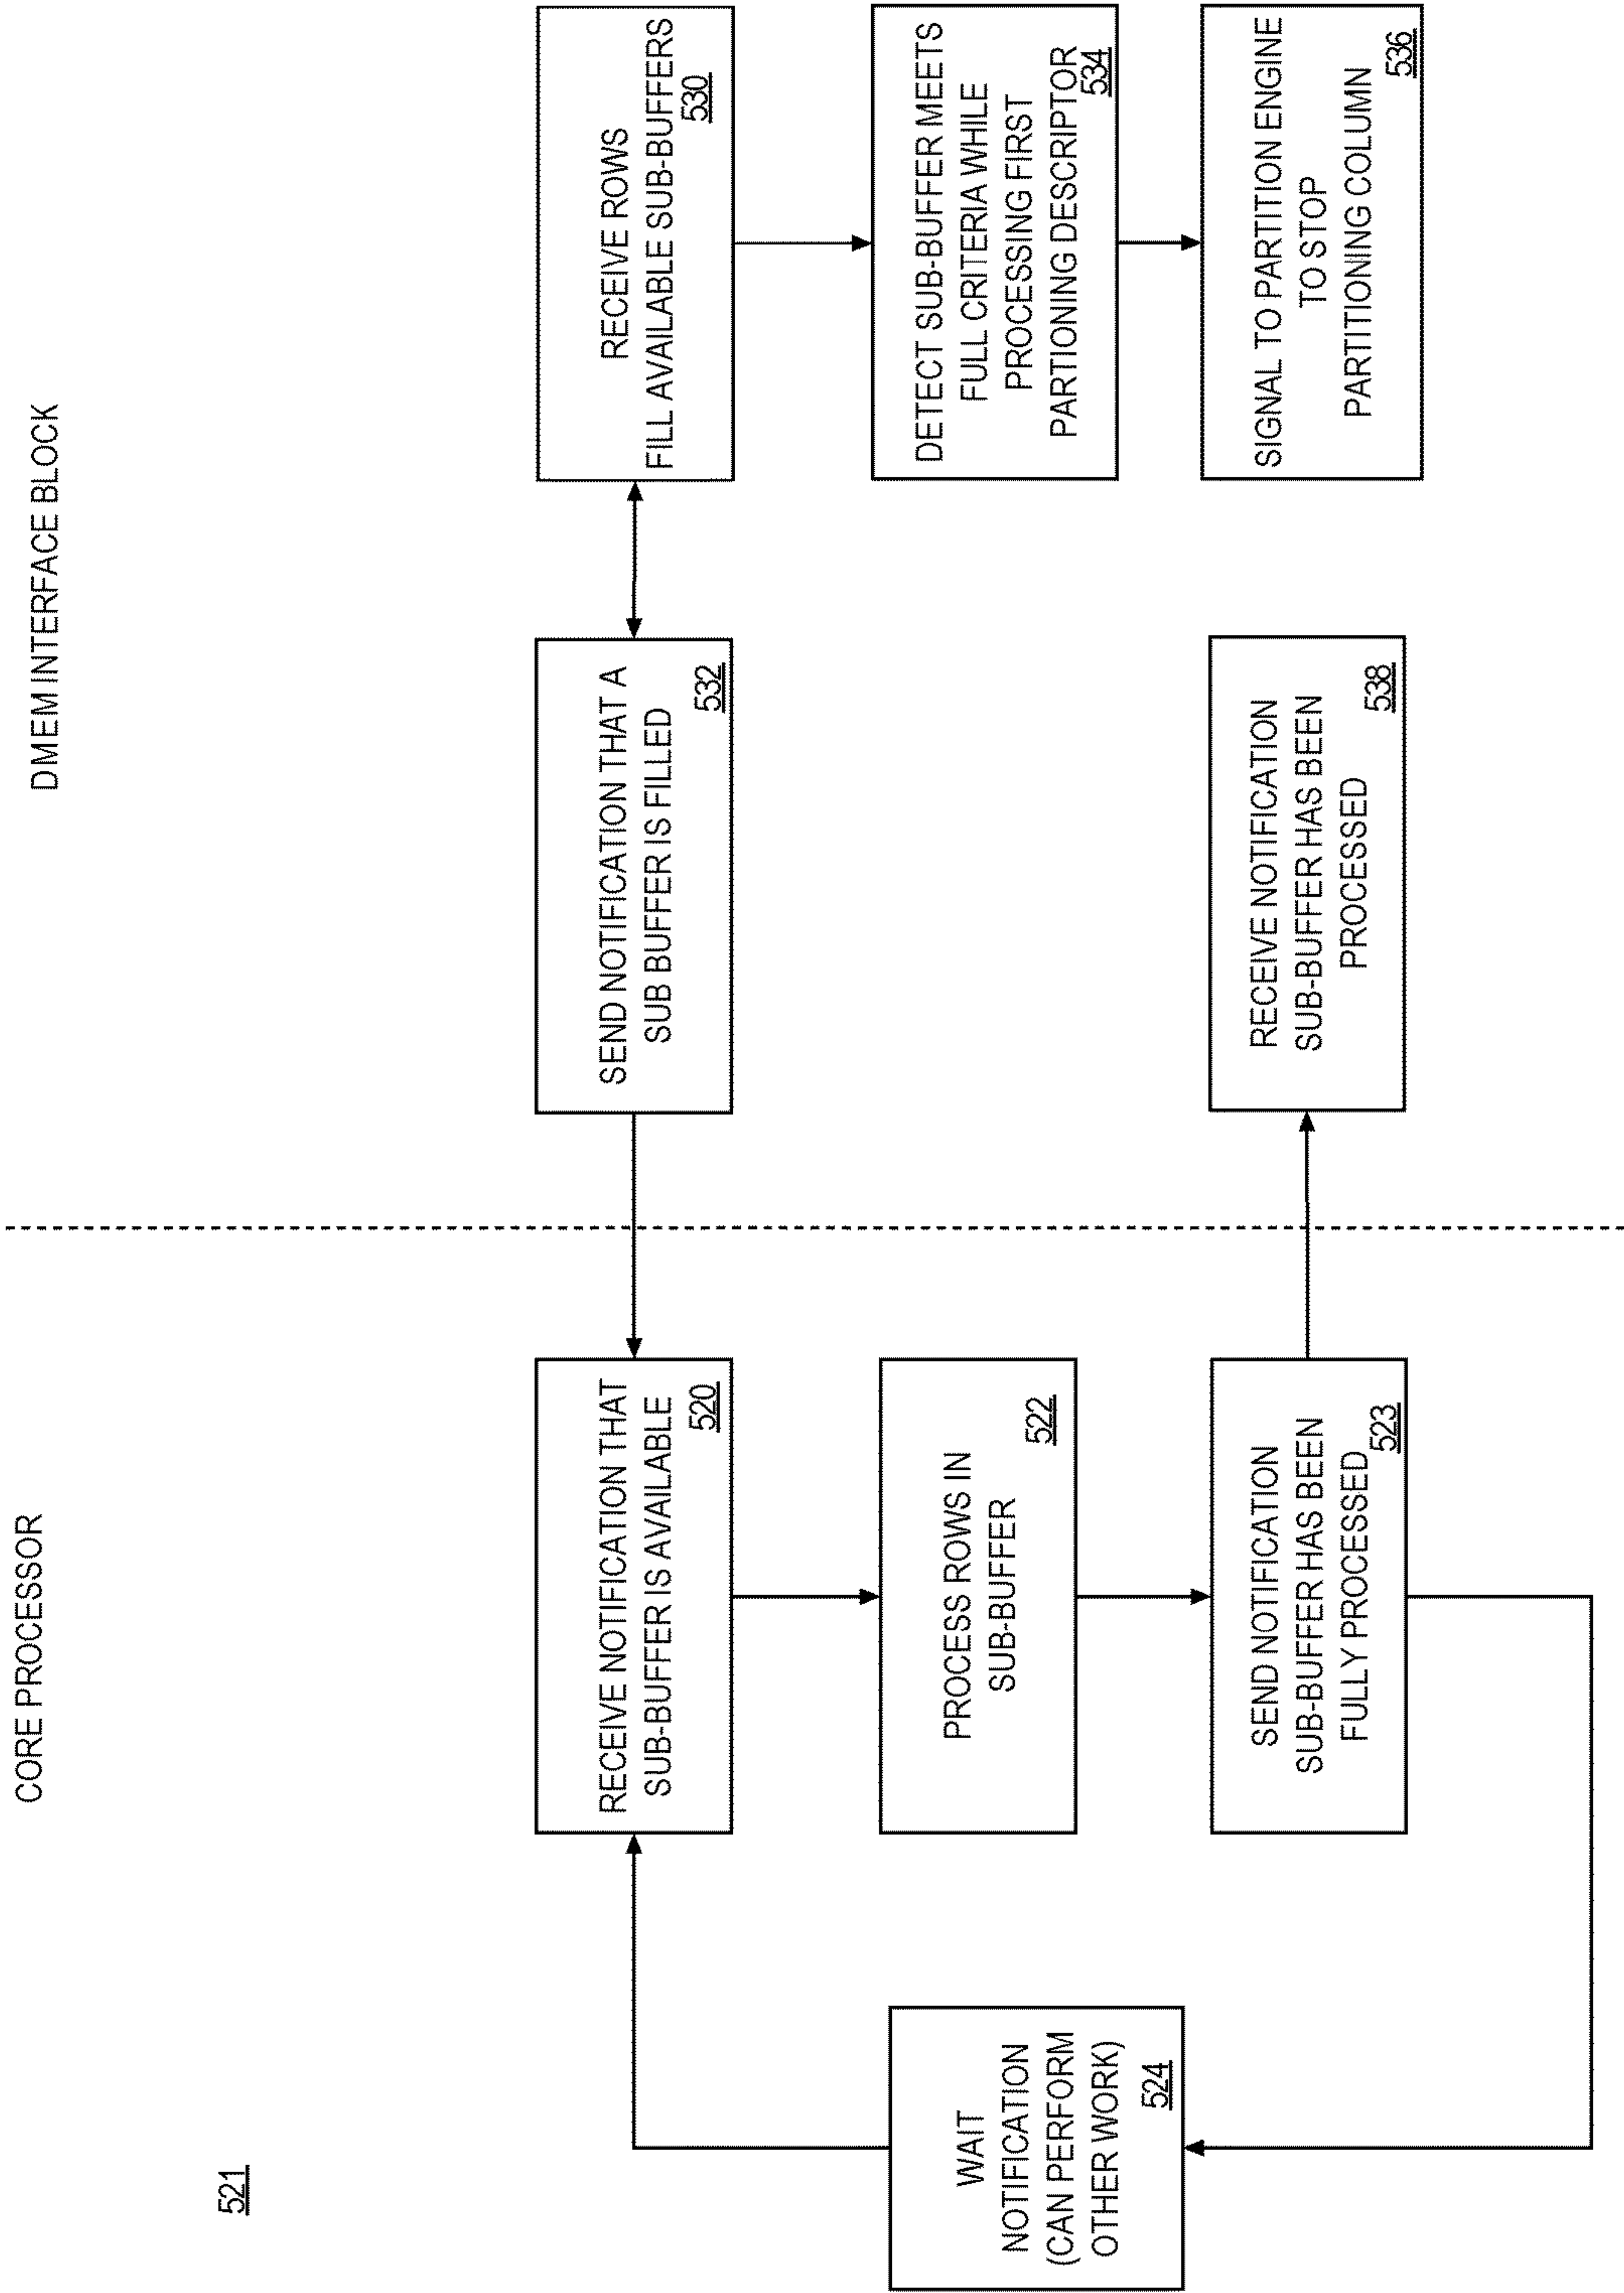 521
CORE PROCESSOR
DMEM INTERFACE BLOCK
WAIT
NOTIFICATION
(CAN PERFORM
OTHER WORK)
524
RECEIVE NOTIFICATION THAT
SUB-BUFFER IS AVAILABLE
520
PROCESS ROWS IN
SUB-BUFFER
522
SEND NOTIFICATION
SUB-BUFFER HAS BEEN
FULLY PROCESSED
523
SEND NOTIFICATION THAT A
SUB BUFFER IS FILLED
532
RECEIVE NOTIFICATION
SUB-BUFFER HAS BEEN
PROCESSED
538
RECEIVE ROWS
FILL AVAILABLE SUB-BUFFERS
530
DETECT SUB-BUFFER MEETS
FULL CRITERIA WHILE
PROCESSING FIRST
PARTIONING DESCRIPTOR
534
SIGNAL TO PARTITION ENGINE
TO STOP
PARTITIONING COLUMN
536